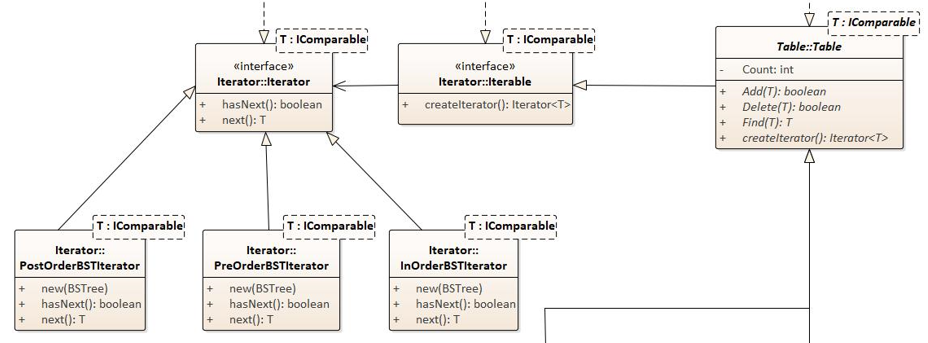 T : IComparable
«interface»
Iterator::Iterator
+ hasNext(): boolean
+ next(): T
T : IComparable
«interface»
Iterator::Iterable
+ createIterator(): Iterator<T>
T : IComparable
Table::Table
- Count: int
+ Add(T): boolean
+ Delete(T): boolean
+ Find(T): T
+ createIterator(): Iterator<T>
T : IComparable
Iterator::
PostOrderBSTIterator
+ new(BSTree)
+ hasNext(): boolean
+ next(): T
T : IComparable
Iterator::
PreOrderBSTIterator
+ new(BSTree)
+ hasNext(): boolean
+ next(): T
T : IComparable
Iterator::
InOrderBSTIterator
+ new(BSTree)
+ hasNext(): boolean
+ next(): T